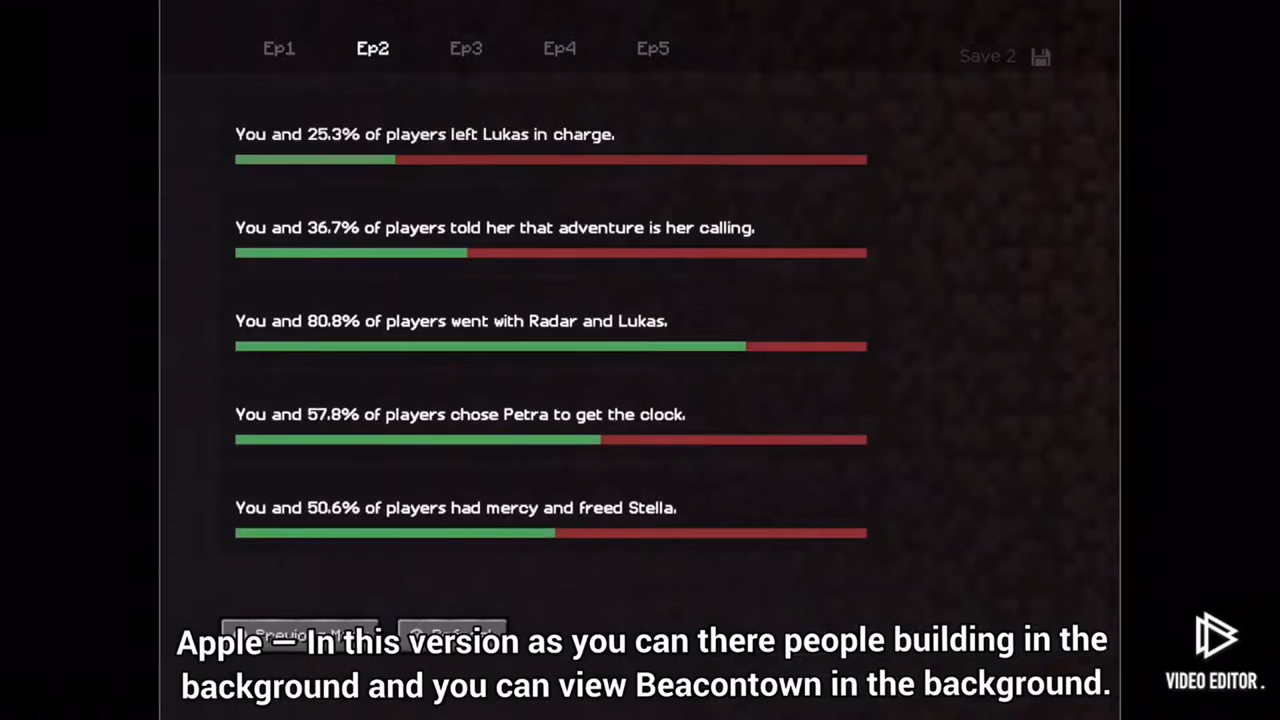 Ep1 Ep2 Ep3 Ep4 Ep5
Save 2
You and 25.3% of players left Lukas in charge.
You and 36.7% of players told her that adventure is her calling.
You and 80.8% of players went with Radar and Lukas.
You and 57.8% of players chose Petra to get the clock.
You and 50.6% of players had mercy and freed Stella.
Apple — In this version as you can there people building in the
background and you can view Beacontown in the background.
VIDEO EDITOR.